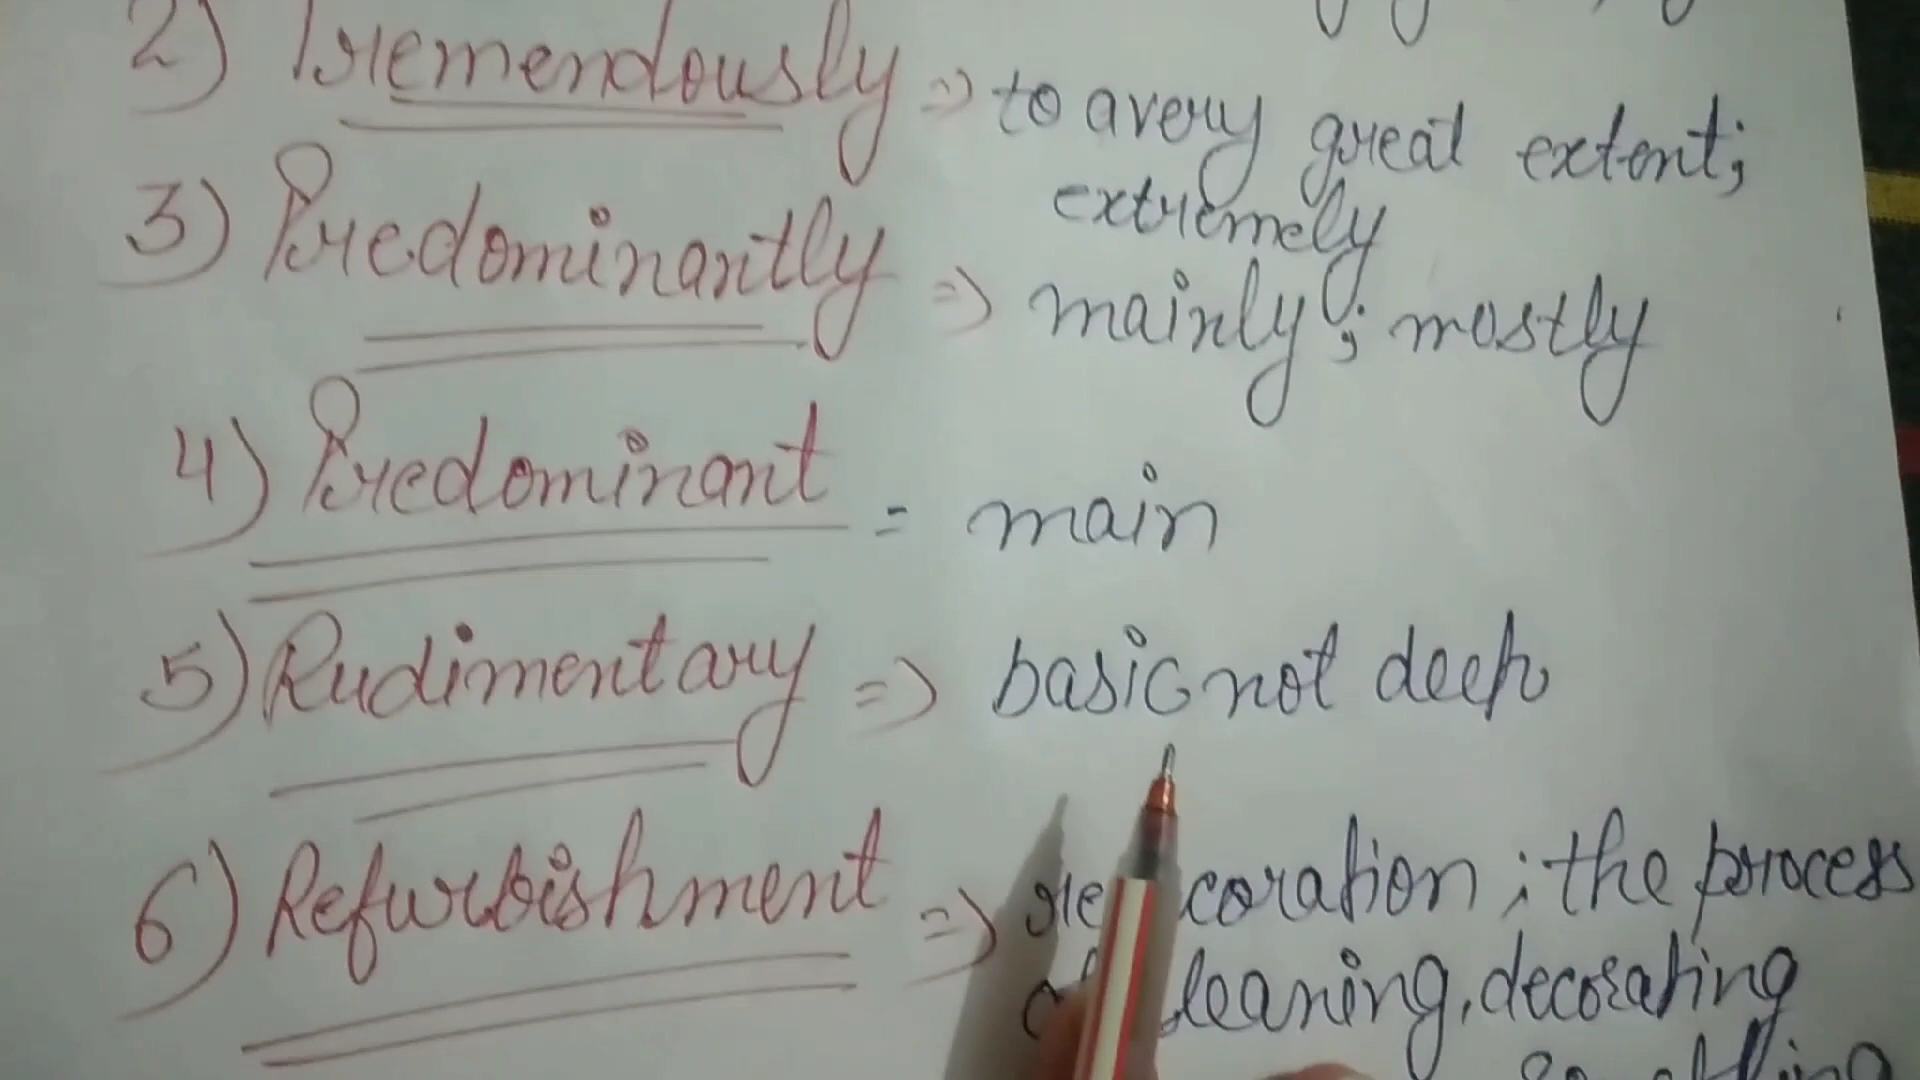 2) Tremendously => to a very great extent;
extremely
3) Predominantly => mainly; mostly
4) Predominant = main
5) Rudimentary => basic not deep
6) Refurbishment => coration; the process
leaning, decorating